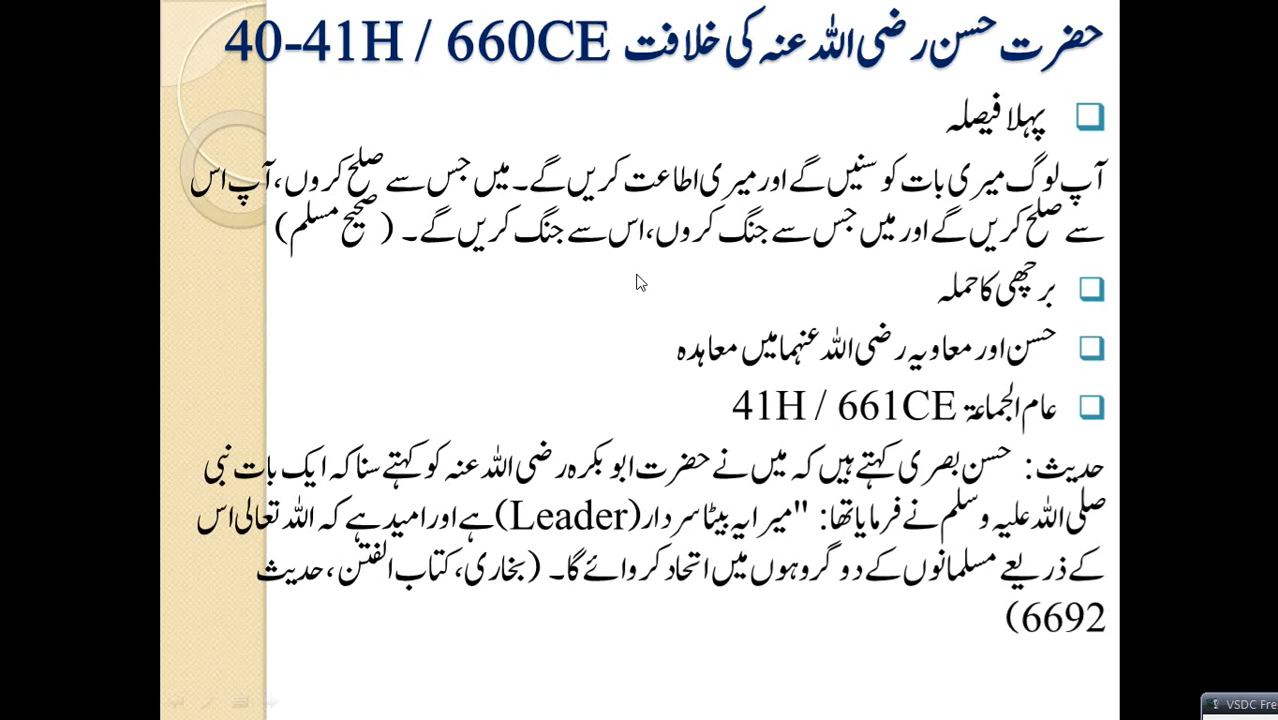 حضرت حسن رضی اللہ عنہ کی خلافت 40-41H / 660CE
پہلا فیصلہ
آپ لوگ میری بات کو سنیں گے اور میری اطاعت کریں گے۔ میں جس سے صلح کروں، آپ اس
سے صلح کریں گے اور میں جس سے جنگ کروں، اس سے جنگ کریں گے۔ (صحیح مسلم)
برچھی کا حملہ
حسن اور معاویہ رضی اللہ عنہما میں معاہدہ
عام الجماعۃ 41H / 661CE
حدیث: حسن بصری کہتے ہیں کہ میں نے حضرت ابو بکرہ رضی اللہ عنہ کو کہتے سنا کہ ایک بات نبی
صلی اللہ علیہ وسلم نے فرمایا تھا: "میرا یہ بیٹا سردار (Leader) ہے اور امید ہے کہ اللہ تعالی اس
کے ذریعے مسلمانوں کے دو گروہوں میں اتحاد کروائے گا۔ (بخاری، کتاب الفتن، حدیث
6692)
VSDC Fre